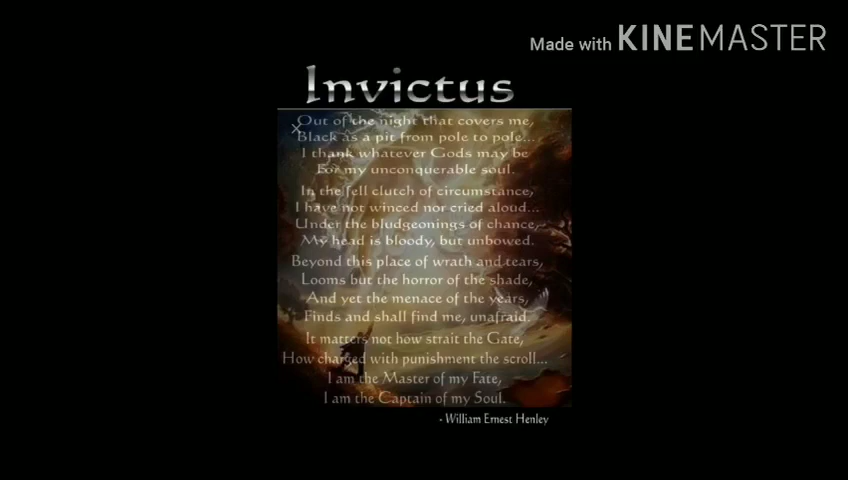 Made with KINEMASTER
Invictus
Out of the night that covers me,
Black as a pit from pole to pole...
I thank whatever Gods may be
For my unconquerable soul.
In the fell clutch of circumstance,
I have not winced nor cried aloud...
Under the bludgeonings of chance,
My head is bloody, but unbowed.
Beyond this place of wrath and tears,
Looms but the horror of the shade,
And yet the menace of the years,
Finds and shall find me, unafraid.
It matters not how strait the Gate,
How charged with punishment the scroll...
I am the Master of my Fate,
I am the Captain of my Soul.
- William Ernest Henley